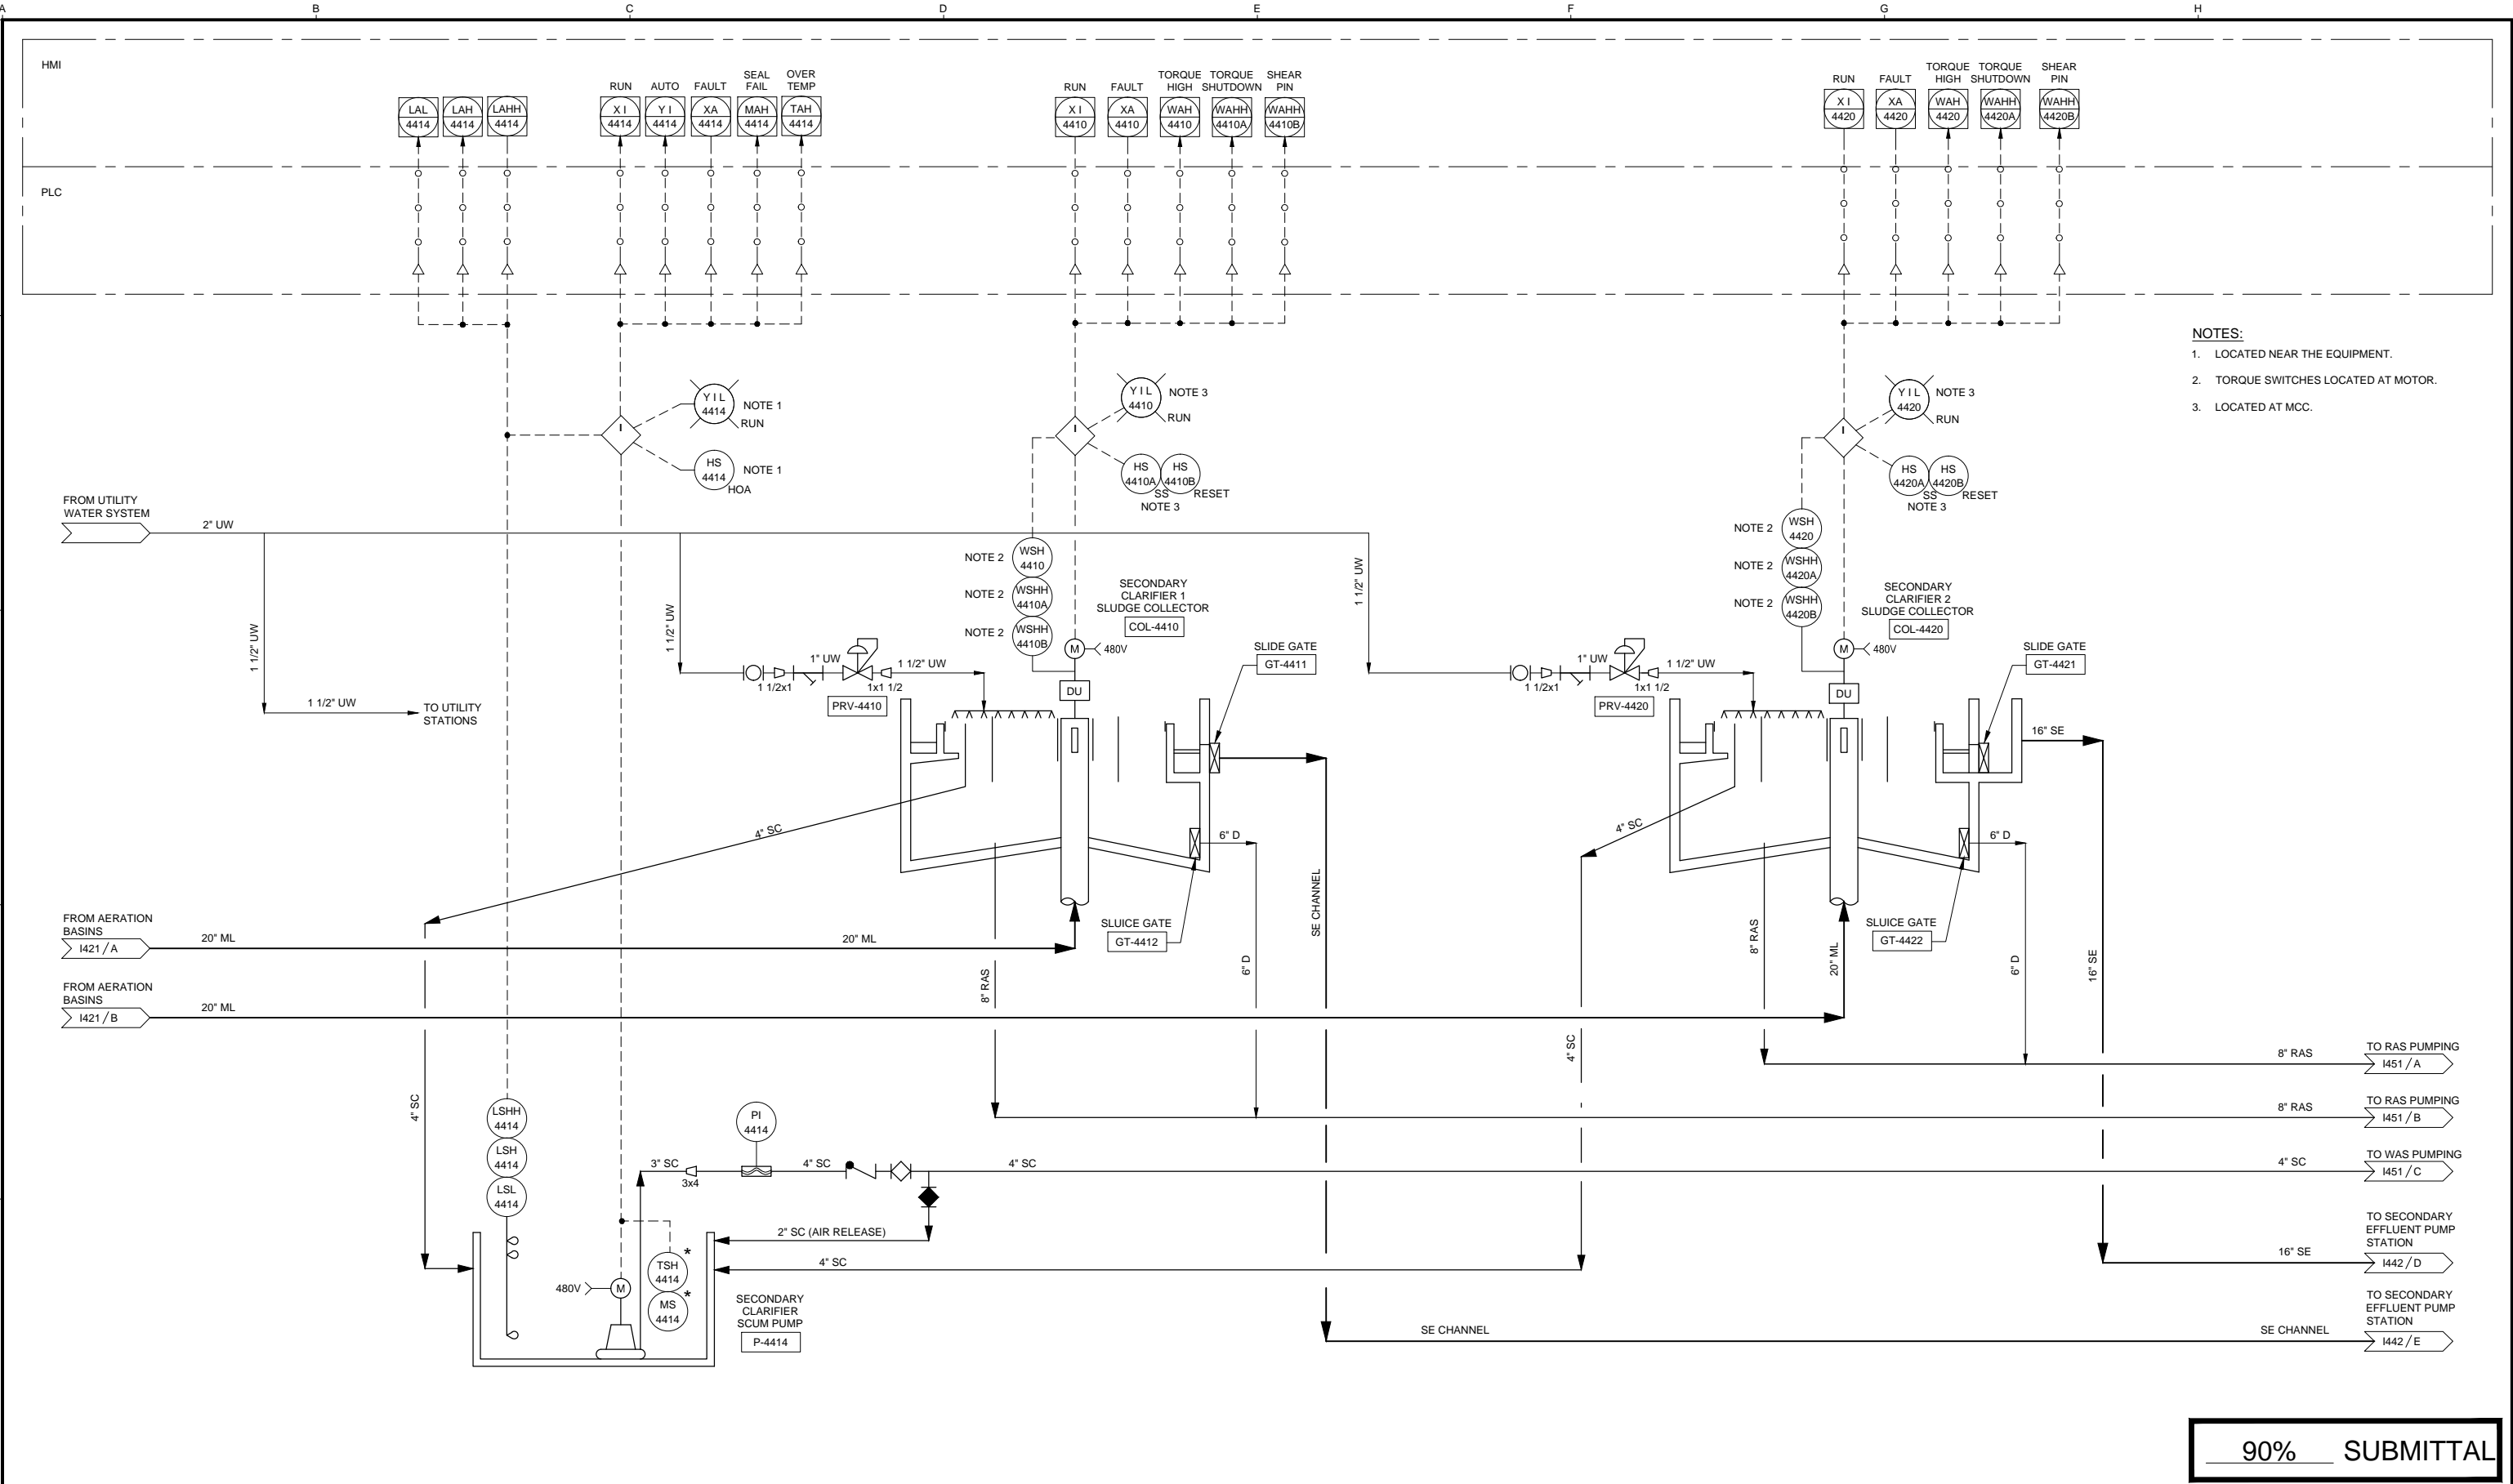 A
B
C
D
E
F
G
H
HMI
RUN
AUTO
FAULT
SEAL
FAIL
OVER
TEMP
LAL
4414
LAH
4414
LAHH
4414
X I
4414
Y I
4414
XA
4414
MAH
4414
TAH
4414
RUN
FAULT
TORQUE
HIGH
TORQUE
SHUTDOWN
SHEAR
PIN
X I
4410
XA
4410
WAH
4410
WAHH
4410A
WAHH
4410B
RUN
FAULT
TORQUE
HIGH
TORQUE
SHUTDOWN
SHEAR
PIN
X I
4420
XA
4420
WAH
4420
WAHH
4420A
WAHH
4420B
PLC
NOTES:
1. LOCATED NEAR THE EQUIPMENT.
2. TORQUE SWITCHES LOCATED AT MOTOR.
3. LOCATED AT MCC.
I
Y I L
4414
NOTE 1
RUN
HS
4414
NOTE 1
HOA
I
Y I L
4410
NOTE 3
RUN
HS
4410A
HS
4410B
SS
RESET
NOTE 3
I
Y I L
4420
NOTE 3
RUN
HS
4420A
HS
4420B
SS
RESET
NOTE 3
FROM UTILITY
WATER SYSTEM
2" UW
1 1/2" UW
1 1/2" UW
TO UTILITY
STATIONS
1 1/2" UW
1 1/2x1
1" UW
1x1 1/2
1 1/2" UW
PRV-4410
NOTE 2
WSH
4410
NOTE 2
WSHH
4410A
NOTE 2
WSHH
4410B
SECONDARY
CLARIFIER 1
SLUDGE COLLECTOR
COL-4410
M
480V
DU
SLIDE GATE
GT-4411
1 1/2" UW
1 1/2x1
1" UW
1x1 1/2
1 1/2" UW
PRV-4420
NOTE 2
WSH
4420
NOTE 2
WSHH
4420A
NOTE 2
WSHH
4420B
SECONDARY
CLARIFIER 2
SLUDGE COLLECTOR
COL-4420
M
480V
DU
SLIDE GATE
GT-4421
16" SE
4" SC
6" D
SE CHANNEL
SLUICE GATE
GT-4412
4" SC
6" D
SLUICE GATE
GT-4422
FROM AERATION
BASINS
I421 / A
20" ML
20" ML
8" RAS
6" D
8" RAS
20" ML
6" D
16" SE
FROM AERATION
BASINS
I421 / B
20" ML
4" SC
8" RAS
TO RAS PUMPING
I451 / A
4" SC
8" RAS
TO RAS PUMPING
I451 / B
LSHH
4414
LSH
4414
LSL
4414
PI
4414
3" SC
3x4
4" SC
4" SC
4" SC
TO WAS PUMPING
I451 / C
2" SC (AIR RELEASE)
4" SC
TO SECONDARY
EFFLUENT PUMP
STATION
16" SE
I442 / D
480V
M
TSH
4414
*
MS
4414
*
SECONDARY
CLARIFIER
SCUM PUMP
P-4414
SE CHANNEL
SE CHANNEL
TO SECONDARY
EFFLUENT PUMP
STATION
I442 / E
90% SUBMITTAL